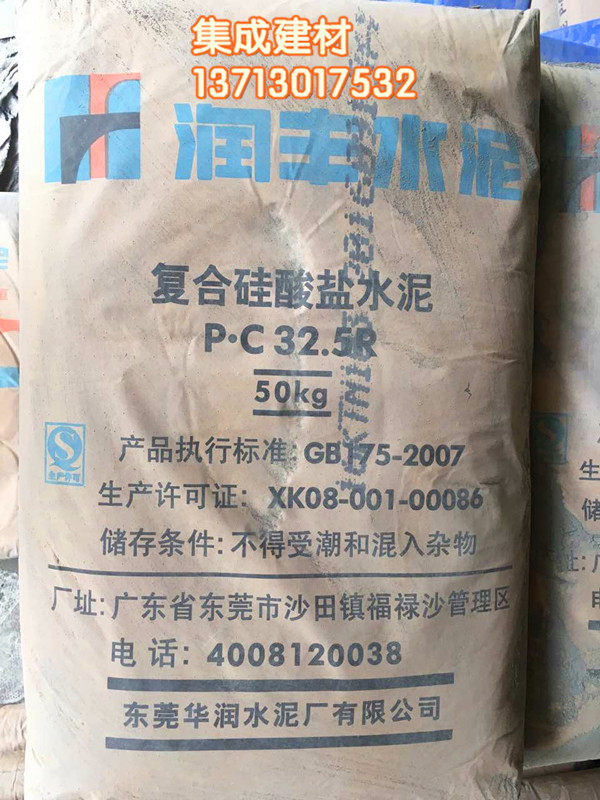 集成建材
13713017532
润丰水泥
复合硅酸盐水泥
P·C 32.5R
50kg
产品执行标准: GB175-2007
生产许可
生产许可证: XK08-001-00086
储存条件: 不得受潮和混入杂物
厂址: 广东省东莞市沙田镇福禄沙管理区
电话: 4008120038
东莞华润水泥厂有限公司